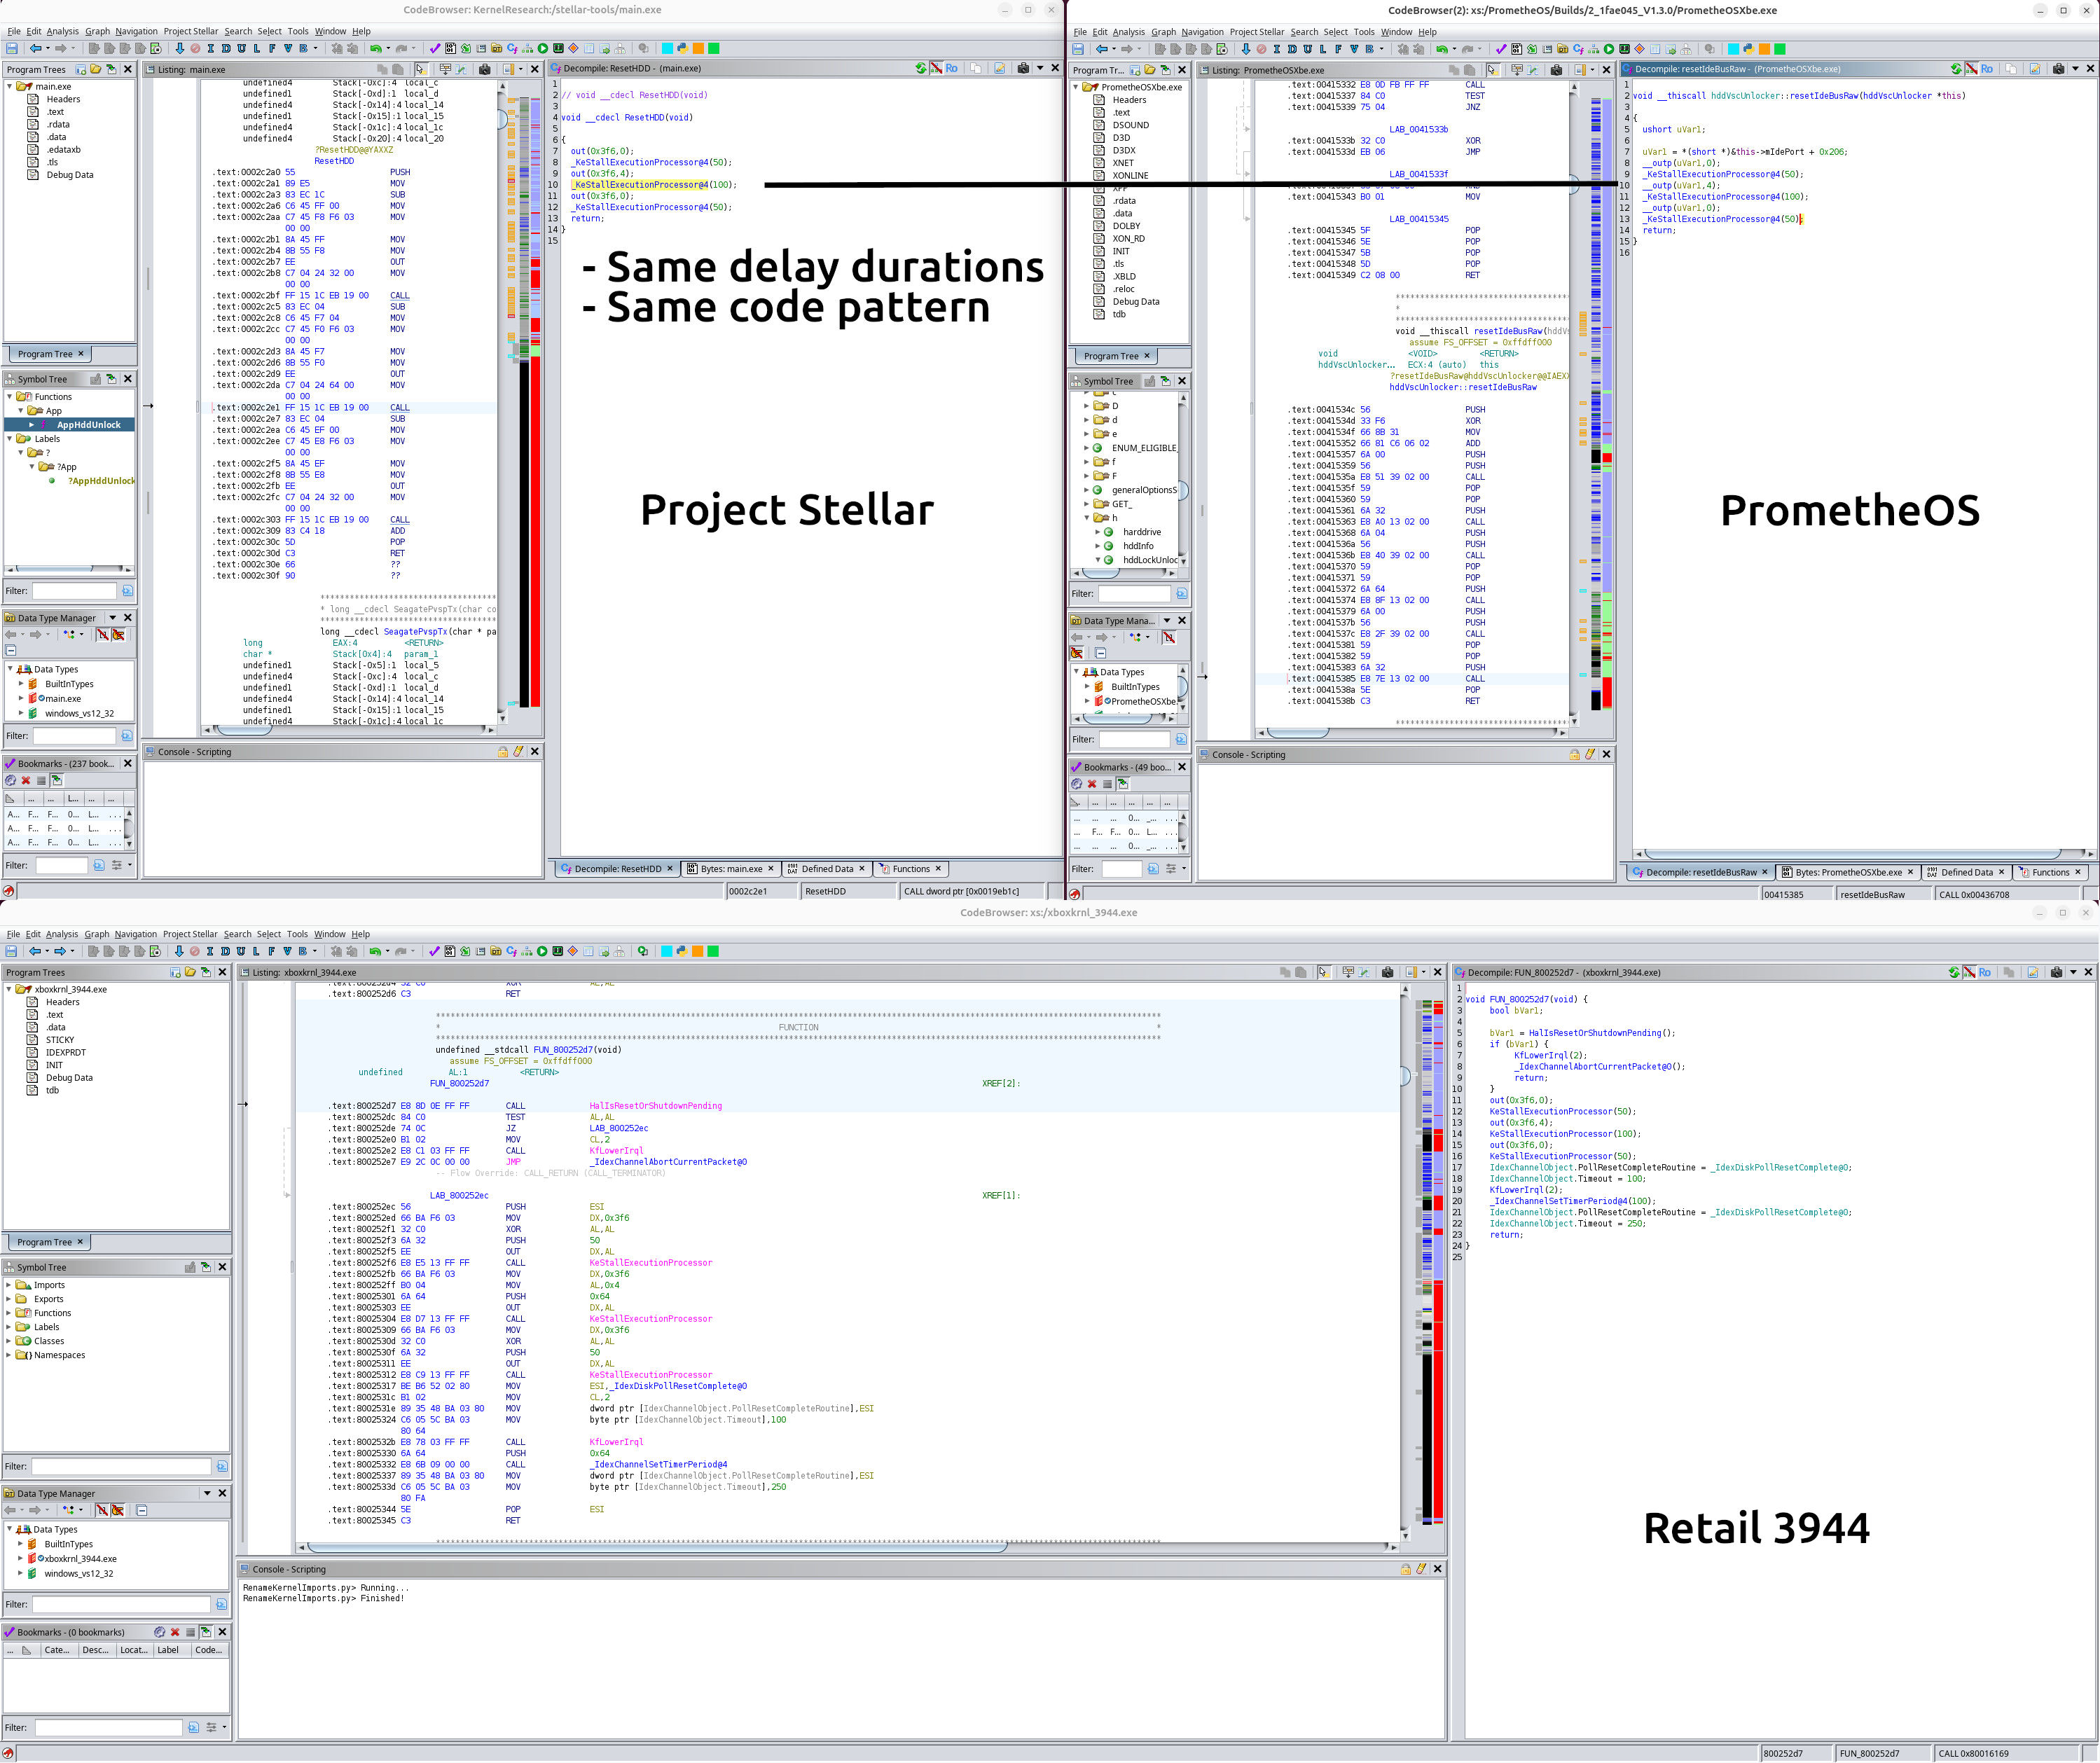 CodeBrowser: KernelResearch:/stellar-tools/main.exe
File Edit Analysis Graph Navigation Project Stellar Search Select Tools Window Help
Program Trees
main.exe
Headers
.text
.rdata
.data
.edataxb
.tls
Debug Data
Program Tree
Symbol Tree
Functions
App
AppHddUnlock
Labels
?
?App
?AppHddUnlock
Filter:
Data Type Manager
Data Types
BuiltInTypes
main.exe
windows_vs12_32
Filter:
Bookmarks - (237 book...
Filter:
Listing: main.exe
undefined4 Stack[-0xc]:4 local_c
undefined1 Stack[-0xd]:1 local_d
undefined4 Stack[-0x14]:4 local_14
undefined1 Stack[-0x15]:1 local_15
undefined4 Stack[-0x1c]:4 local_1c
undefined4 Stack[-0x20]:4 local_20
?ResetHDD@@YAXXZ
ResetHDD
.text:0002c2a0 55 PUSH
.text:0002c2a1 89 E5 MOV
.text:0002c2a3 83 EC 1C SUB
.text:0002c2a6 C6 45 FF 00 MOV
.text:0002c2aa C7 45 F8 F6 03 MOV
00 00
.text:0002c2b1 8A 45 FF MOV
.text:0002c2b4 8B 55 F8 MOV
.text:0002c2b7 EE OUT
.text:0002c2b8 C7 04 24 32 00 MOV
00 00
.text:0002c2bf FF 15 1C EB 19 00 CALL
.text:0002c2c5 83 EC 04 SUB
.text:0002c2c8 C6 45 F7 04 MOV
.text:0002c2cc C7 45 F0 F6 03 MOV
00 00
.text:0002c2d3 8A 45 F7 MOV
.text:0002c2d6 8B 55 F0 MOV
.text:0002c2d9 EE OUT
.text:0002c2da C7 04 24 64 00 MOV
00 00
.text:0002c2e1 FF 15 1C EB 19 00 CALL
.text:0002c2e7 83 EC 04 SUB
.text:0002c2ea C6 45 EF 00 MOV
.text:0002c2ee C7 45 E8 F6 03 MOV
00 00
.text:0002c2f5 8A 45 EF MOV
.text:0002c2f8 8B 55 E8 MOV
.text:0002c2fb EE OUT
.text:0002c2fc C7 04 24 32 00 MOV
00 00
.text:0002c303 FF 15 1C EB 19 00 CALL
.text:0002c309 83 C4 18 ADD
.text:0002c30c 5D POP
.text:0002c30d C3 RET
.text:0002c30e 66 ??
.text:0002c30f 90 ??
* long __cdecl SeagatePvspTx(char co
long __cdecl SeagatePvspTx(char * pa
long EAX:4 <RETURN>
char * Stack[0x4]:4 param_1
undefined1 Stack[-0x5]:1 local_5
undefined4 Stack[-0xc]:4 local_c
undefined1 Stack[-0xd]:1 local_d
undefined4 Stack[-0x14]:4 local_14
undefined1 Stack[-0x15]:1 local_15
undefined4 Stack[-0x1c]:4 local_1c
Console - Scripting
Decompile: ResetHDD - (main.exe)
1
2 // void __cdecl ResetHDD(void)
3
4 void __cdecl ResetHDD(void)
5
6 {
7 out(0x3f6,0);
8 _KeStallExecutionProcessor@4(50);
9 out(0x3f6,4);
10 _KeStallExecutionProcessor@4(100);
11 out(0x3f6,0);
12 _KeStallExecutionProcessor@4(50);
13 return;
14 }
15
- Same delay durations
- Same code pattern
Project Stellar
Decompile: ResetHDD Bytes: main.exe Defined Data Functions
0002c2e1 ResetHDD CALL dword ptr [0x0019eb1c]
CodeBrowser(2): xs:/PrometheOS/Builds/2_1fae045_V1.3.0/PrometheOSXbe.exe
File Edit Analysis Graph Navigation Project Stellar Search Select Tools Window Help
Program Tr...
PrometheOSXbe.exe
Headers
.text
DSOUND
D3D
D3DX
XNET
XONLINE
XPP
.rdata
.data
DOLBY
XON_RD
INIT
.tls
.XBLD
.reloc
Debug Data
tdb
Program Tree
Symbol Tree
D
d
e
ENUM_ELIGIBLE_
f
F
generalOptionsS
GET_
h
harddrive
hddInfo
hddLockUnloc
Filter:
Data Type Mana...
Data Types
BuiltInTypes
PrometheOSXbe
Filter:
Bookmarks - (49 boo...
Filter:
Listing: PrometheOSXbe.exe
.text:00415332 E8 0D FB FF FF CALL
.text:00415337 84 C0 TEST
.text:00415339 75 04 JNZ
LAB_0041533b
.text:0041533b 32 C0 XOR
.text:0041533d EB 06 JMP
LAB_0041533f
.text:00415343 B0 01 MOV
LAB_00415345
.text:00415345 5F POP
.text:00415346 5E POP
.text:00415347 5B POP
.text:00415348 5D POP
.text:00415349 C2 08 00 RET
void __thiscall resetIdeBusRaw(hddVs
assume FS_OFFSET = 0xffdff000
void <VOID> <RETURN>
hddVscUnlocker... ECX:4 (auto) this
?resetIdeBusRaw@hddVscUnlocker@@IAEXX
hddVscUnlocker::resetIdeBusRaw
.text:0041534c 56 PUSH
.text:0041534d 33 F6 XOR
.text:0041534f 66 8B 31 MOV
.text:00415352 66 81 C6 06 02 ADD
.text:00415357 6A 00 PUSH
.text:00415359 56 PUSH
.text:0041535a E8 51 39 02 00 CALL
.text:0041535f 59 POP
.text:00415360 59 POP
.text:00415361 6A 32 PUSH
.text:00415363 E8 A0 13 02 00 CALL
.text:00415368 6A 04 PUSH
.text:0041536a 56 PUSH
.text:0041536b E8 40 39 02 00 CALL
.text:00415370 59 POP
.text:00415371 59 POP
.text:00415372 6A 64 PUSH
.text:00415374 E8 8F 13 02 00 CALL
.text:00415379 6A 00 PUSH
.text:0041537b 56 PUSH
.text:0041537c E8 2F 39 02 00 CALL
.text:00415381 59 POP
.text:00415382 59 POP
.text:00415383 6A 32 PUSH
.text:00415385 E8 7E 13 02 00 CALL
.text:0041538a 5E POP
.text:0041538b C3 RET
Console - Scripting
Decompile: resetIdeBusRaw - (PrometheOSXbe.exe)
1
2 void __thiscall hddVscUnlocker::resetIdeBusRaw(hddVscUnlocker *this)
3
4 {
5 ushort uVar1;
6
7 uVar1 = *(short *)&this->mIdePort + 0x206;
8 __outp(uVar1,0);
9 _KeStallExecutionProcessor@4(50);
10 __outp(uVar1,4);
11 _KeStallExecutionProcessor@4(100);
12 __outp(uVar1,0);
13 _KeStallExecutionProcessor@4(50);
14 return;
15 }
16
PrometheOS
Decompile: resetIdeBusRaw Bytes: PrometheOSXbe.exe Defined Data Functions
00415385 resetIdeBusRaw CALL 0x00436708
CodeBrowser: xs:/xboxkrnl_3944.exe
File Edit Analysis Graph Navigation Project Stellar Search Select Tools Window Help
Program Trees
xboxkrnl_3944.exe
Headers
.text
.data
STICKY
IDEXPRDT
INIT
Debug Data
tdb
Program Tree
Symbol Tree
Imports
Exports
Functions
Labels
Classes
Namespaces
Filter:
Data Type Manager
Data Types
BuiltInTypes
xboxkrnl_3944.exe
windows_vs12_32
Filter:
Bookmarks - (0 bookmarks)
... Cate... Desc... Locat... Label Code...
Filter:
Listing: xboxkrnl_3944.exe
.text:800252d4 32 C0 XOR AL,AL
.text:800252d6 C3 RET
* FUNCTION *
undefined __stdcall FUN_800252d7(void)
assume FS_OFFSET = 0xffdff000
undefined AL:1 <RETURN>
FUN_800252d7 XREF[2]:
.text:800252d7 E8 8D 0E FF FF CALL HalIsResetOrShutdownPending
.text:800252dc 84 C0 TEST AL,AL
.text:800252de 74 0C JZ LAB_800252ec
.text:800252e0 B1 02 MOV CL,2
.text:800252e2 E8 C1 03 FF FF CALL KfLowerIrql
.text:800252e7 E9 2C 0C 00 00 JMP _IdexChannelAbortCurrentPacket@0
-- Flow Override: CALL_RETURN (CALL_TERMINATOR)
LAB_800252ec XREF[1]:
.text:800252ec 56 PUSH ESI
.text:800252ed 66 BA F6 03 MOV DX,0x3f6
.text:800252f1 32 C0 XOR AL,AL
.text:800252f3 6A 32 PUSH 50
.text:800252f5 EE OUT DX,AL
.text:800252f6 E8 E5 13 FF FF CALL KeStallExecutionProcessor
.text:800252fb 66 BA F6 03 MOV DX,0x3f6
.text:800252ff B0 04 MOV AL,0x4
.text:80025301 6A 64 PUSH 0x64
.text:80025303 EE OUT DX,AL
.text:80025304 E8 D7 13 FF FF CALL KeStallExecutionProcessor
.text:80025309 66 BA F6 03 MOV DX,0x3f6
.text:8002530d 32 C0 XOR AL,AL
.text:8002530f 6A 32 PUSH 50
.text:80025311 EE OUT DX,AL
.text:80025312 E8 C9 13 FF FF CALL KeStallExecutionProcessor
.text:80025317 BE B6 52 02 80 MOV ESI,_IdexDiskPollResetComplete@0
.text:8002531c B1 02 MOV CL,2
.text:8002531e 89 35 48 BA 03 80 MOV dword ptr [IdexChannelObject.PollResetCompleteRoutine],ESI
.text:80025324 C6 05 5C BA 03 MOV byte ptr [IdexChannelObject.Timeout],100
80 64
.text:8002532b E8 78 03 FF FF CALL KfLowerIrql
.text:80025330 6A 64 PUSH 0x64
.text:80025332 E8 6B 09 00 00 CALL _IdexChannelSetTimerPeriod@4
.text:80025337 89 35 48 BA 03 80 MOV dword ptr [IdexChannelObject.PollResetCompleteRoutine],ESI
.text:8002533d C6 05 5C BA 03 MOV byte ptr [IdexChannelObject.Timeout],250
80 FA
.text:80025344 5E POP ESI
.text:80025345 C3 RET
Console - Scripting
RenameKernelImports.py> Running...
RenameKernelImports.py> Finished!
Decompile: FUN_800252d7 - (xboxkrnl_3944.exe)
1
2 void FUN_800252d7(void) {
3 bool bVar1;
4
5 bVar1 = HalIsResetOrShutdownPending();
6 if (bVar1) {
7 KfLowerIrql(2);
8 _IdexChannelAbortCurrentPacket@0();
9 return;
10 }
11 out(0x3f6,0);
12 KeStallExecutionProcessor(50);
13 out(0x3f6,4);
14 KeStallExecutionProcessor(100);
15 out(0x3f6,0);
16 KeStallExecutionProcessor(50);
17 IdexChannelObject.PollResetCompleteRoutine = _IdexDiskPollResetComplete@0;
18 IdexChannelObject.Timeout = 100;
19 KfLowerIrql(2);
20 _IdexChannelSetTimerPeriod@4(100);
21 IdexChannelObject.PollResetCompleteRoutine = _IdexDiskPollResetComplete@0;
22 IdexChannelObject.Timeout = 250;
23 return;
24 }
25
Retail 3944
800252d7 FUN_800252d7 CALL 0x80016169